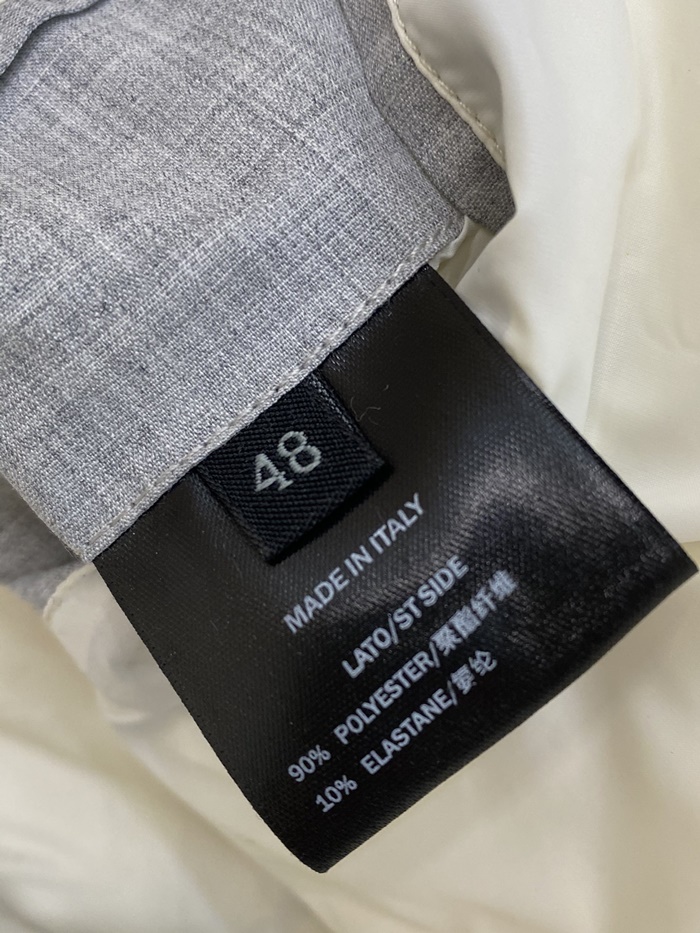 48
MADE IN ITALY
LATO/ST SIDE
90% POLYESTER/聚酯纤维
10% ELASTANE/氨纶